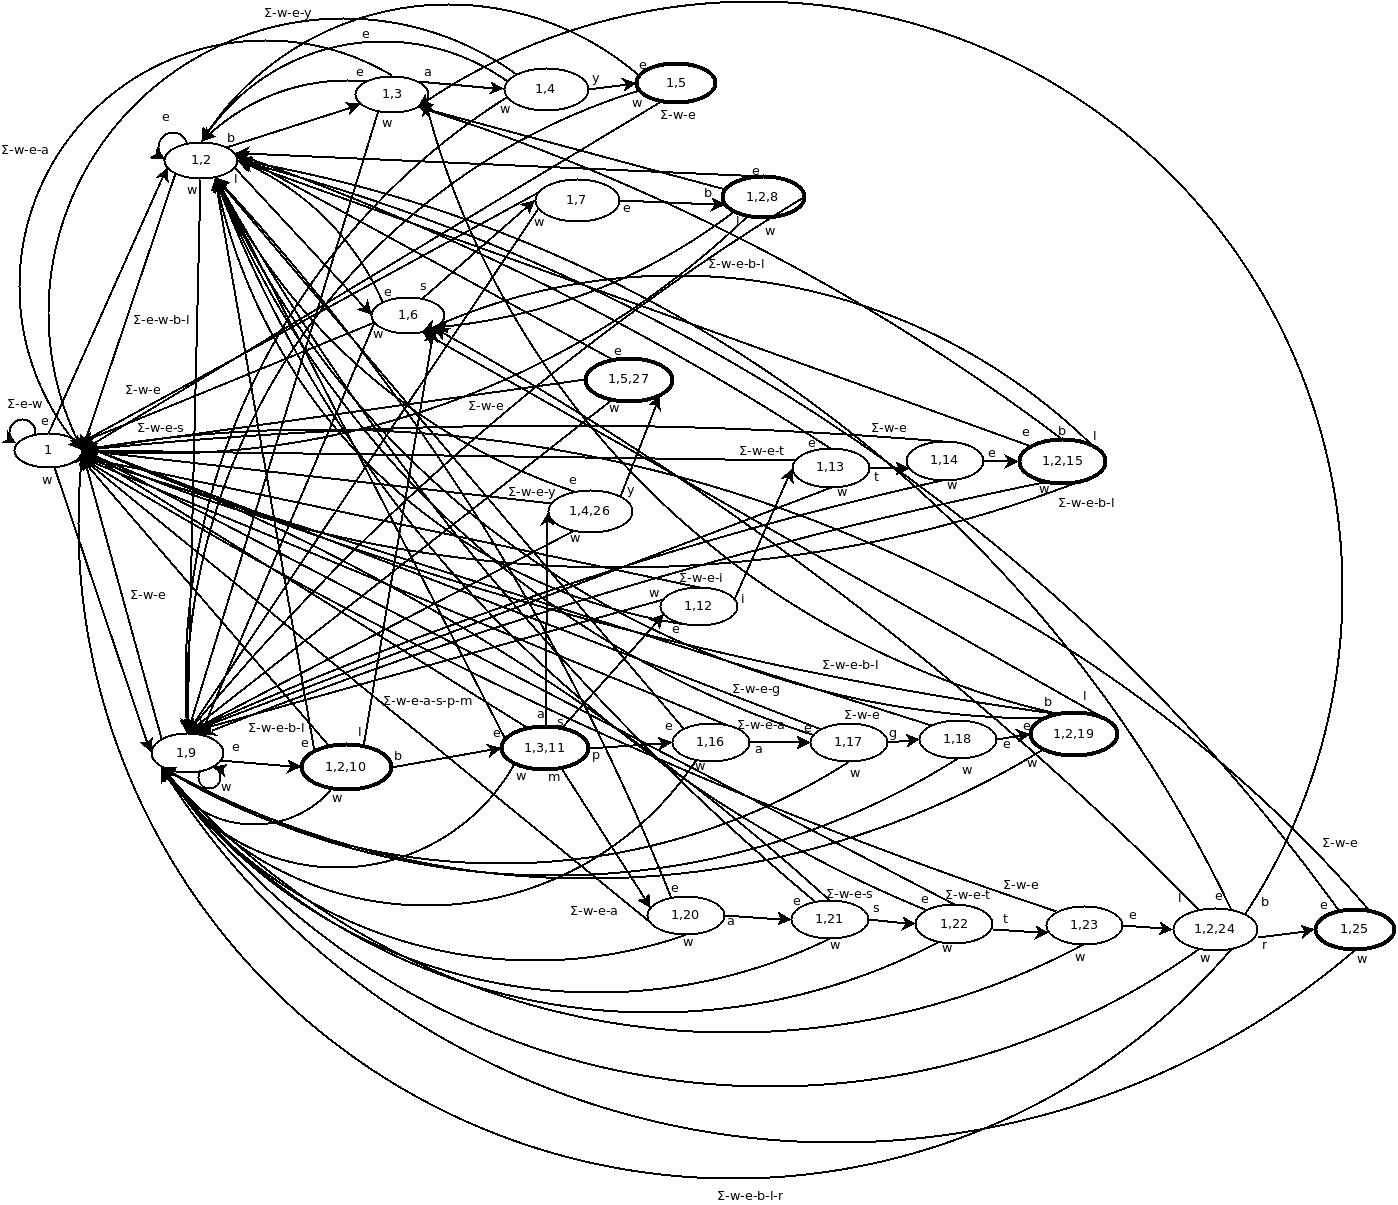 Σ-w-e-y
e
e
a
1,3
w
1,4
y
w
e
1,5
w
Σ-w-e
Σ-w-e-a
e
b
1,2
w
l
1,7
e
w
b
e
1,2,8
l
w
Σ-w-e-b-l
e
s
1,6
w
Σ-e-w-b-l
e
1,5,27
w
Σ-w-e
Σ-w-e
Σ-e-w
e
1
w
Σ-w-e-s
Σ-w-e
Σ-w-e-t
e
1,13
t
w
1,14
e
w
e
b
l
1,2,15
w
Σ-w-e-b-l
Σ-w-e-y
e
y
1,4,26
w
Σ-w-e-i
w
1,12
i
e
Σ-w-e
Σ-w-e-b-l
Σ-w-e-g
Σ-w-e-a-s-p-m
Σ-w-e-b-l
1,9
e
w
e
l
1,2,10
b
w
e
a
s
1,3,11
p
w
m
e
Σ-w-e-a
1,16
a
w
e
Σ-w-e
1,17
g
w
1,18
e
w
e
b
l
1,2,19
w
Σ-w-e
Σ-w-e-a
e
1,20
a
w
e
Σ-w-e-s
1,21
s
w
e
Σ-w-e-t
1,22
t
w
Σ-w-e
1,23
e
w
l
e
b
1,2,24
r
w
e
1,25
w
Σ-w-e-b-l-r